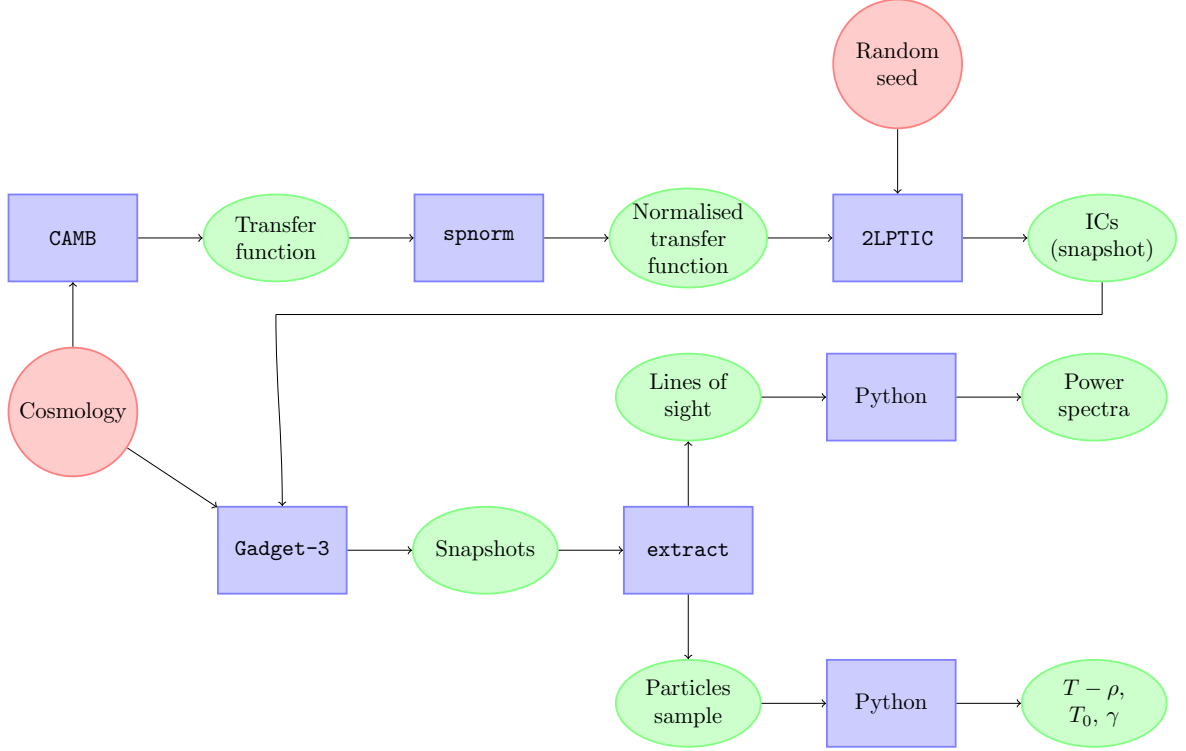 Random
seed
CAMB
Transfer
function
spnorm
Normalised
transfer
function
2LPTIC
ICs
(snapshot)
Cosmology
Lines of
sight
Python
Power
spectra
Gadget-3
Snapshots
extract
Particles
sample
Python
T − ρ,
T₀, γ